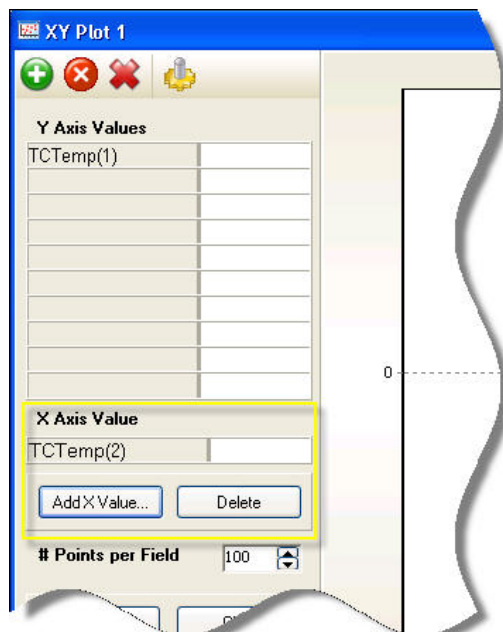 XY Plot 1
Y Axis Values
TCTemp(1)
0
X Axis Value
TCTemp(2)
Add X Value... Delete
# Points per Field 100